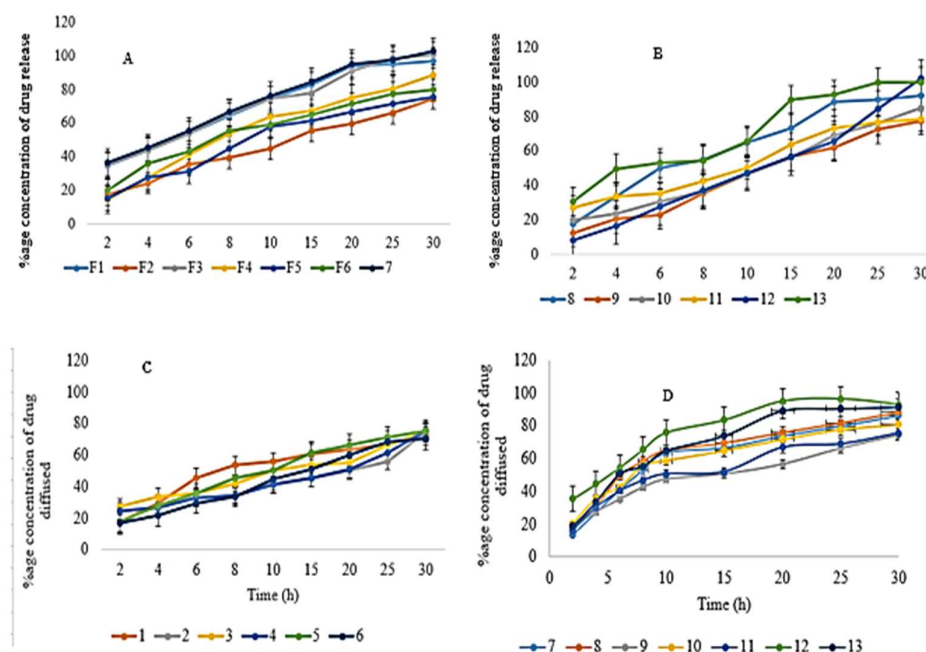 %age concentration of drug release
120
100
80
60
40
20
0
A
2 4 6 8 10 15 20 25 30
F1 F2 F3 F4 F5 F6 7
%age concentration of drug release
120
100
80
60
40
20
0
B
2 4 6 8 10 15 20 25 30
8 9 10 11 12 13
%age concentration of drug
diffused
120
100
80
60
40
20
0
C
2 4 6 8 10 15 20 25 30
Time (h)
1 2 3 4 5 6
%age concentration of drug
diffused
120
100
80
60
40
20
0
D
0 5 10 15 20 25 30
Time (h)
7 8 9 10 11 12 13